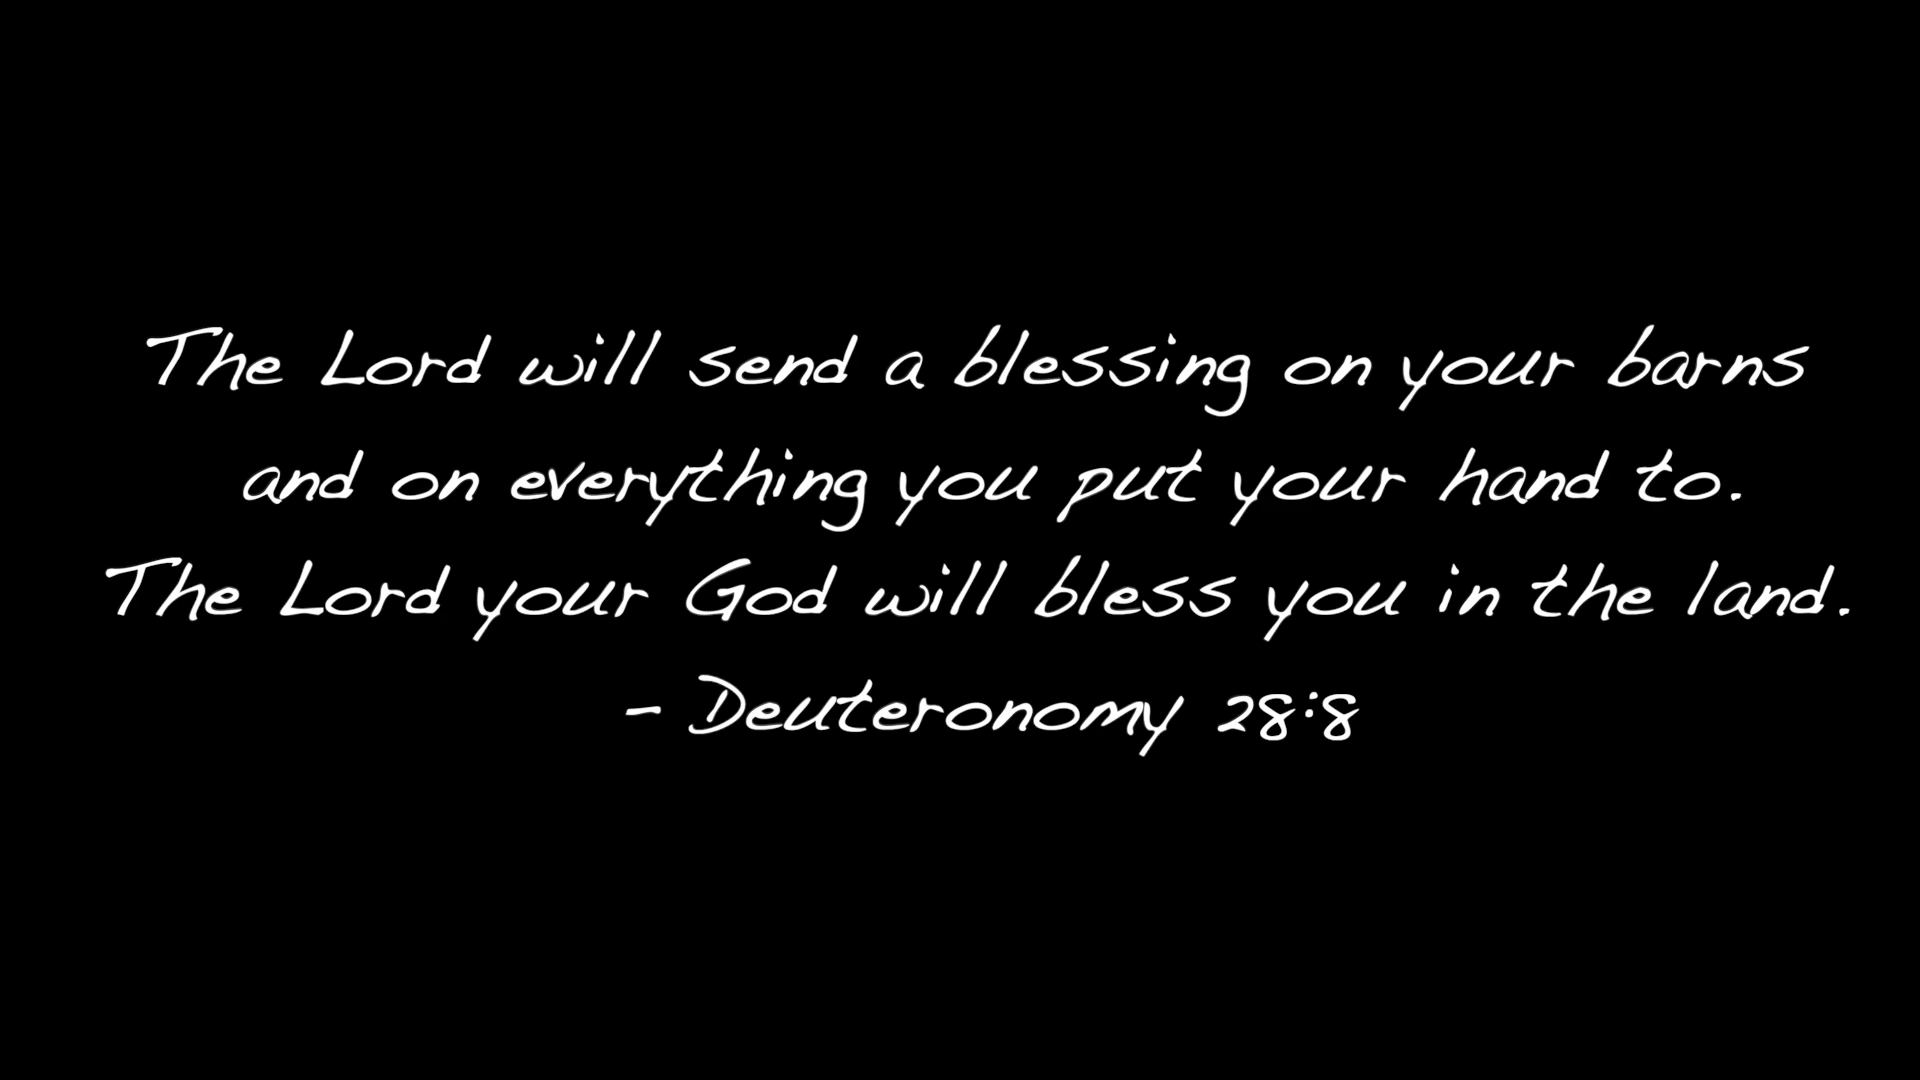 The Lord will send a blessing on your barns
and on everything you put your hand to.
The Lord your God will bless you in the land.
- Deuteronomy 28:8